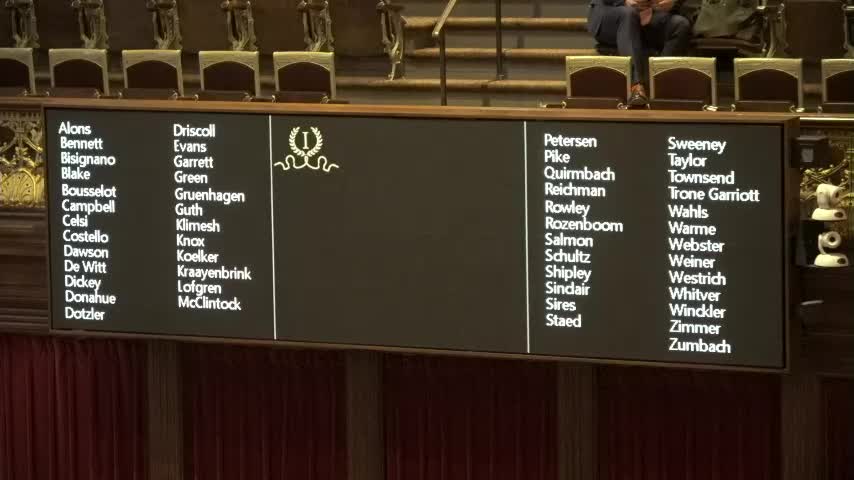 Alons
Bennett
Bisignano
Blake
Bousselot
Campbell
Celsi
Costello
Dawson
De Witt
Dickey
Donahue
Dotzler
Driscoll
Evans
Garrett
Green
Gruenhagen
Guth
Klimesh
Knox
Koelker
Kraayenbrink
Lofgren
McClintock
I
Petersen
Pike
Quirmbach
Reichman
Rowley
Rozenboom
Salmon
Schultz
Shipley
Sinclair
Sires
Staed
Sweeney
Taylor
Townsend
Trone Garriott
Wahls
Warme
Webster
Weiner
Westrich
Whitver
Winckler
Zimmer
Zumbach